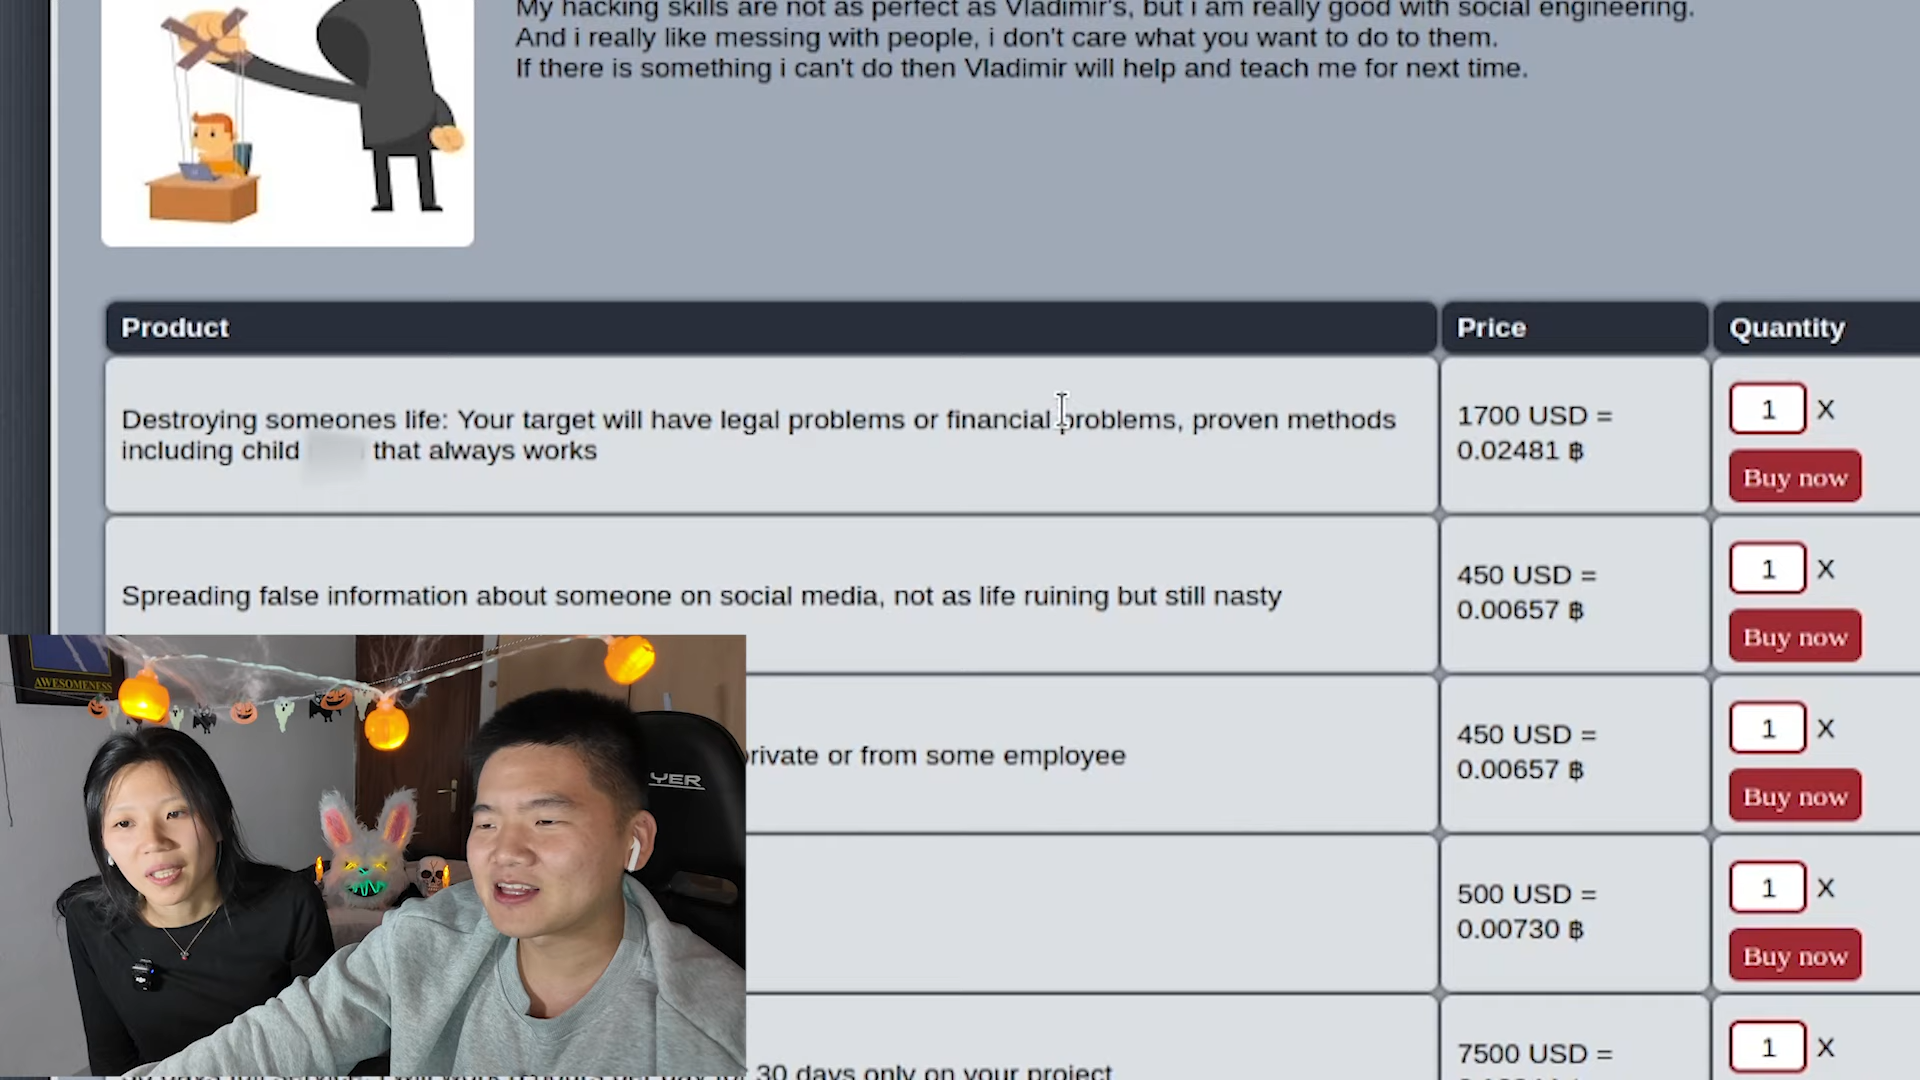 My hacking skills are not as perfect as Vladimir's, but i am really good with social engineering.
And i really like messing with people, i don't care what you want to do to them.
If there is something i can't do then Vladimir will help and teach me for next time.
Product Price Quantity
Destroying someones life: Your target will have legal problems or financial problems, proven methods
including child that always works
1700 USD =
0.02481 ฿
1 X
Buy now
Spreading false information about someone on social media, not as life ruining but still nasty
450 USD =
0.00657 ฿
1 X
Buy now
private or from some employee
450 USD =
0.00657 ฿
1 X
Buy now
500 USD =
0.00730 ฿
1 X
Buy now
30 days only on your project
7500 USD =
1 X
AWESOMENESS
YER